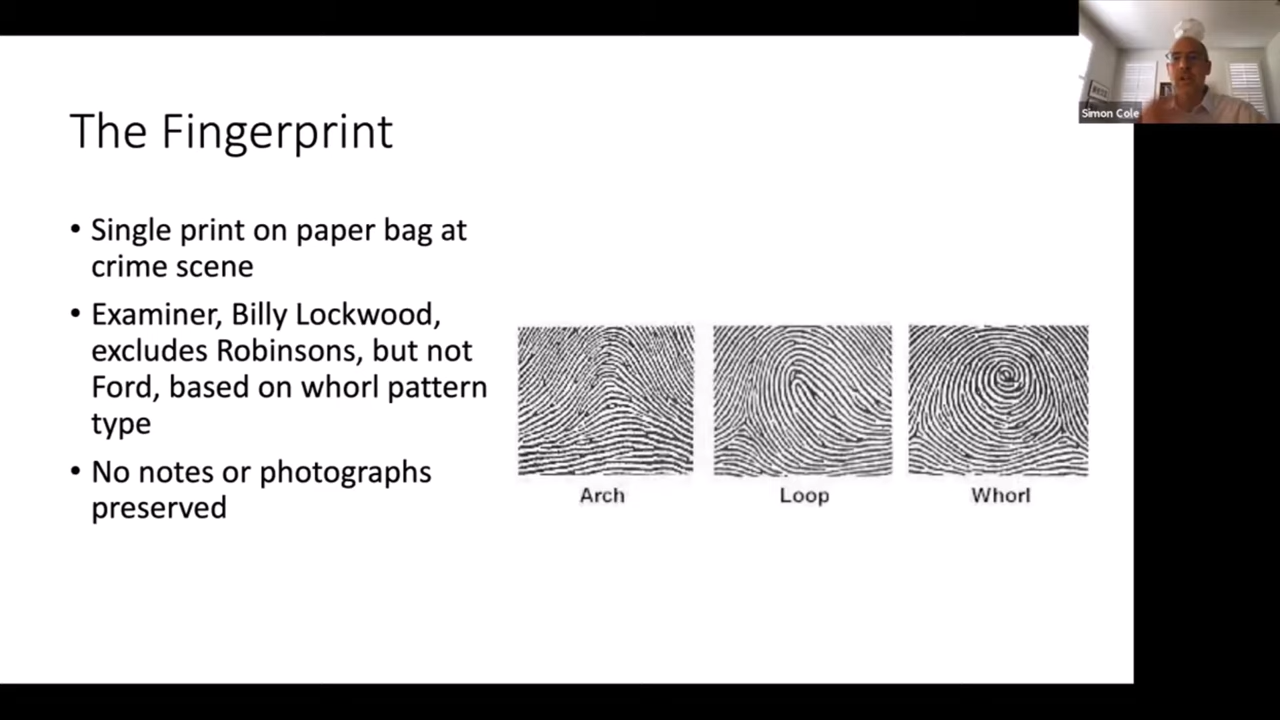 The Fingerprint
• Single print on paper bag at
crime scene
• Examiner, Billy Lockwood,
excludes Robinsons, but not
Ford, based on whorl pattern
type
• No notes or photographs
preserved
Arch
Loop
Whorl
Simon Cole